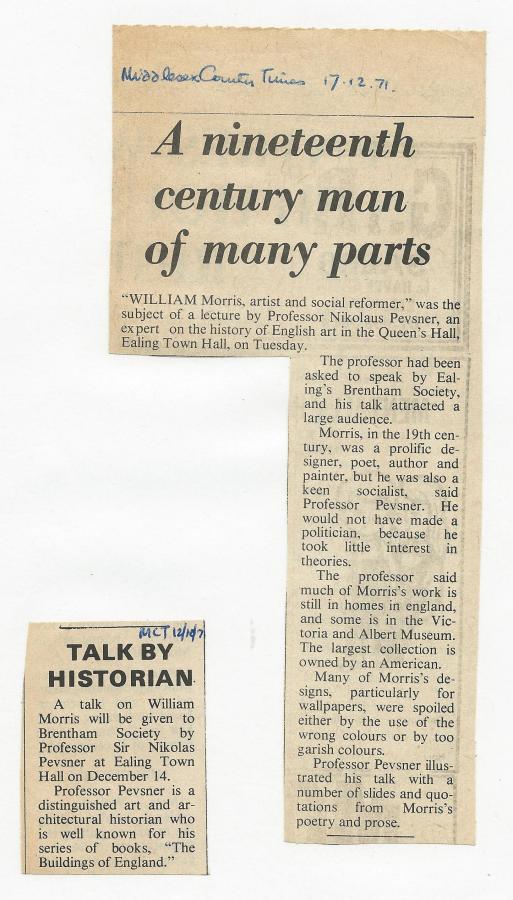 Middlesex County Times 17.12.71.
A nineteenth
century man
of many parts
"WILLIAM Morris, artist and social reformer," was the
subject of a lecture by Professor Nikolaus Pevsner, an
expert on the history of English art in the Queen's Hall,
Ealing Town Hall, on Tuesday.
The professor had been
asked to speak by Eal-
ing's Brentham Society,
and his talk attracted a
large audience.
Morris, in the 19th cen-
tury, was a prolific de-
signer, poet, author and
painter, but he was also a
keen socialist, said
Professor Pevsner. He
would not have made a
politician, because he
took little interest in
theories.
The professor said
much of Morris's work is
still in homes in england,
and some is in the Vic-
toria and Albert Museum.
The largest collection is
owned by an American.
Many of Morris's de-
signs, particularly for
wallpapers, were spoiled
either by the use of the
wrong colours or by too
garish colours.
Professor Pevsner illus-
trated his talk with a
number of slides and quo-
tations from Morris's
poetry and prose.
MCT
TALK BY
HISTORIAN
A talk on William
Morris will be given to
Brentham Society by
Professor Sir Nikolas
Pevsner at Ealing Town
Hall on December 14.
Professor Pevsner is a
distinguished art and ar-
chitectural historian who
is well known for his
series of books, "The
Buildings of England."